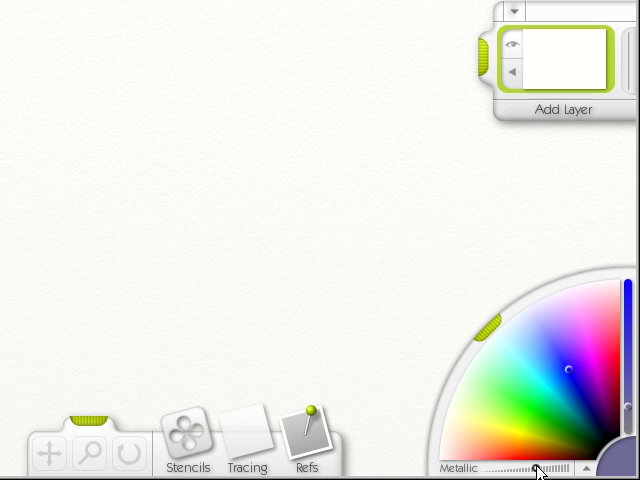 Add Layer
Stencils Tracing Refs
Metallic